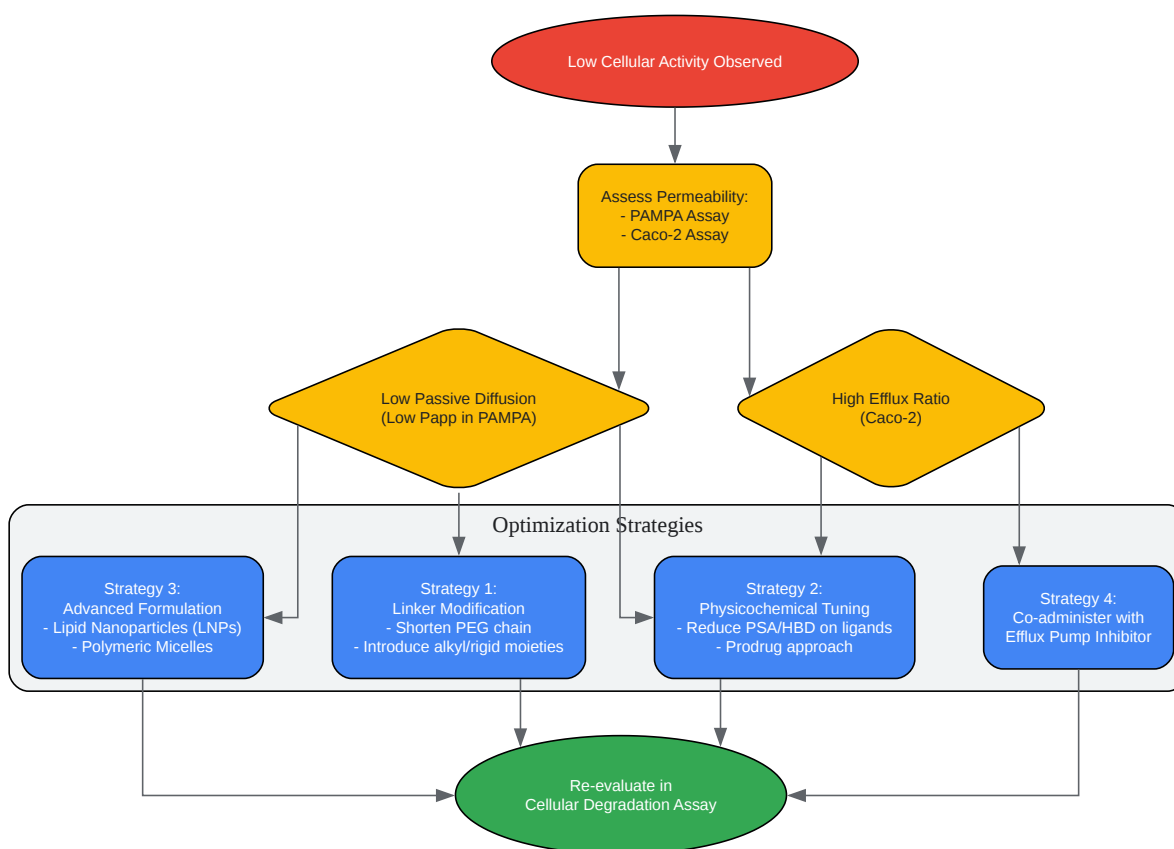 Low Cellular Activity Observed
Assess Permeability:
- PAMPA Assay
- Caco-2 Assay
Low Passive Diffusion
(Low Papp in PAMPA)
High Efflux Ratio
(Caco-2)
Optimization Strategies
Strategy 3:
Advanced Formulation
- Lipid Nanoparticles (LNPs)
- Polymeric Micelles
Strategy 1:
Linker Modification
- Shorten PEG chain
- Introduce alkyl/rigid moieties
Strategy 2:
Physicochemical Tuning
- Reduce PSA/HBD on ligands
- Prodrug approach
Strategy 4:
Co-administer with
Efflux Pump Inhibitor
Re-evaluate in
Cellular Degradation Assay